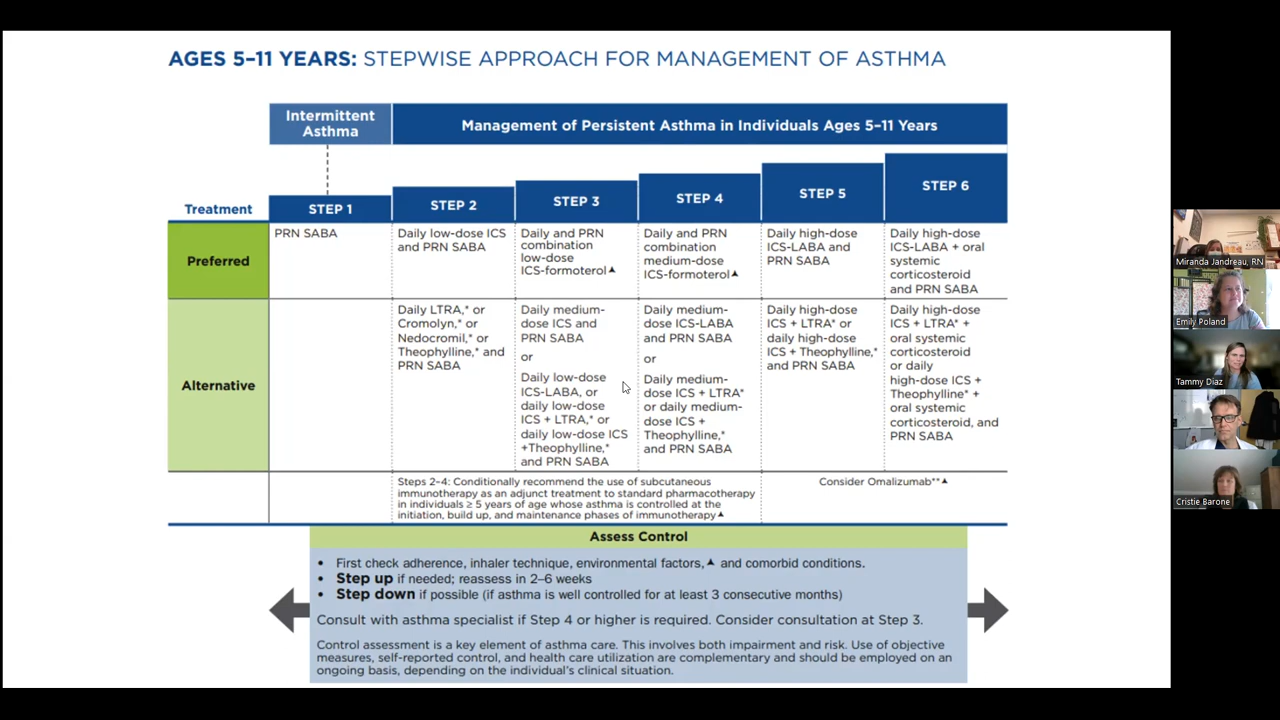 AGES 5–11 YEARS: STEPWISE APPROACH FOR MANAGEMENT OF ASTHMA
Intermittent
Asthma
Management of Persistent Asthma in Individuals Ages 5–11 Years
Treatment
STEP 1
STEP 2
STEP 3
STEP 4
STEP 5
STEP 6
Preferred
PRN SABA
Daily low-dose ICS
and PRN SABA
Daily and PRN
combination
low-dose
ICS-formoterol▲
Daily and PRN
combination
medium-dose
ICS-formoterol▲
Daily high-dose
ICS-LABA and
PRN SABA
Daily high-dose
ICS-LABA + oral
systemic
corticosteroid
and PRN SABA
Alternative
Daily LTRA,* or
Cromolyn,* or
Nedocromil,* or
Theophylline,* and
PRN SABA
Daily medium-
dose ICS and
PRN SABA
or
Daily low-dose
ICS-LABA, or
daily low-dose
ICS + LTRA,* or
daily low-dose ICS
+Theophylline,*
and PRN SABA
Daily medium-
dose ICS-LABA
and PRN SABA
or
Daily medium-
dose ICS + LTRA*
or daily medium-
dose ICS +
Theophylline,*
and PRN SABA
Daily high-dose
ICS + LTRA* or
daily high-dose
ICS + Theophylline,*
and PRN SABA
Daily high-dose
ICS + LTRA* +
oral systemic
corticosteroid
or daily
high-dose ICS +
Theophylline* +
oral systemic
corticosteroid, and
PRN SABA
Steps 2–4: Conditionally recommend the use of subcutaneous
immunotherapy as an adjunct treatment to standard pharmacotherapy
in individuals ≥ 5 years of age whose asthma is controlled at the
initiation, build up, and maintenance phases of immunotherapy▲
Consider Omalizumab**▲
Assess Control
• First check adherence, inhaler technique, environmental factors,▲ and comorbid conditions.
• Step up if needed; reassess in 2–6 weeks
• Step down if possible (if asthma is well controlled for at least 3 consecutive months)
Consult with asthma specialist if Step 4 or higher is required. Consider consultation at Step 3.
Control assessment is a key element of asthma care. This involves both impairment and risk. Use of objective
measures, self-reported control, and health care utilization are complementary and should be employed on an
ongoing basis, depending on the individual's clinical situation.
Miranda Jandreau, RN
Emily Poland
Tammy Diaz
Cristie Barone